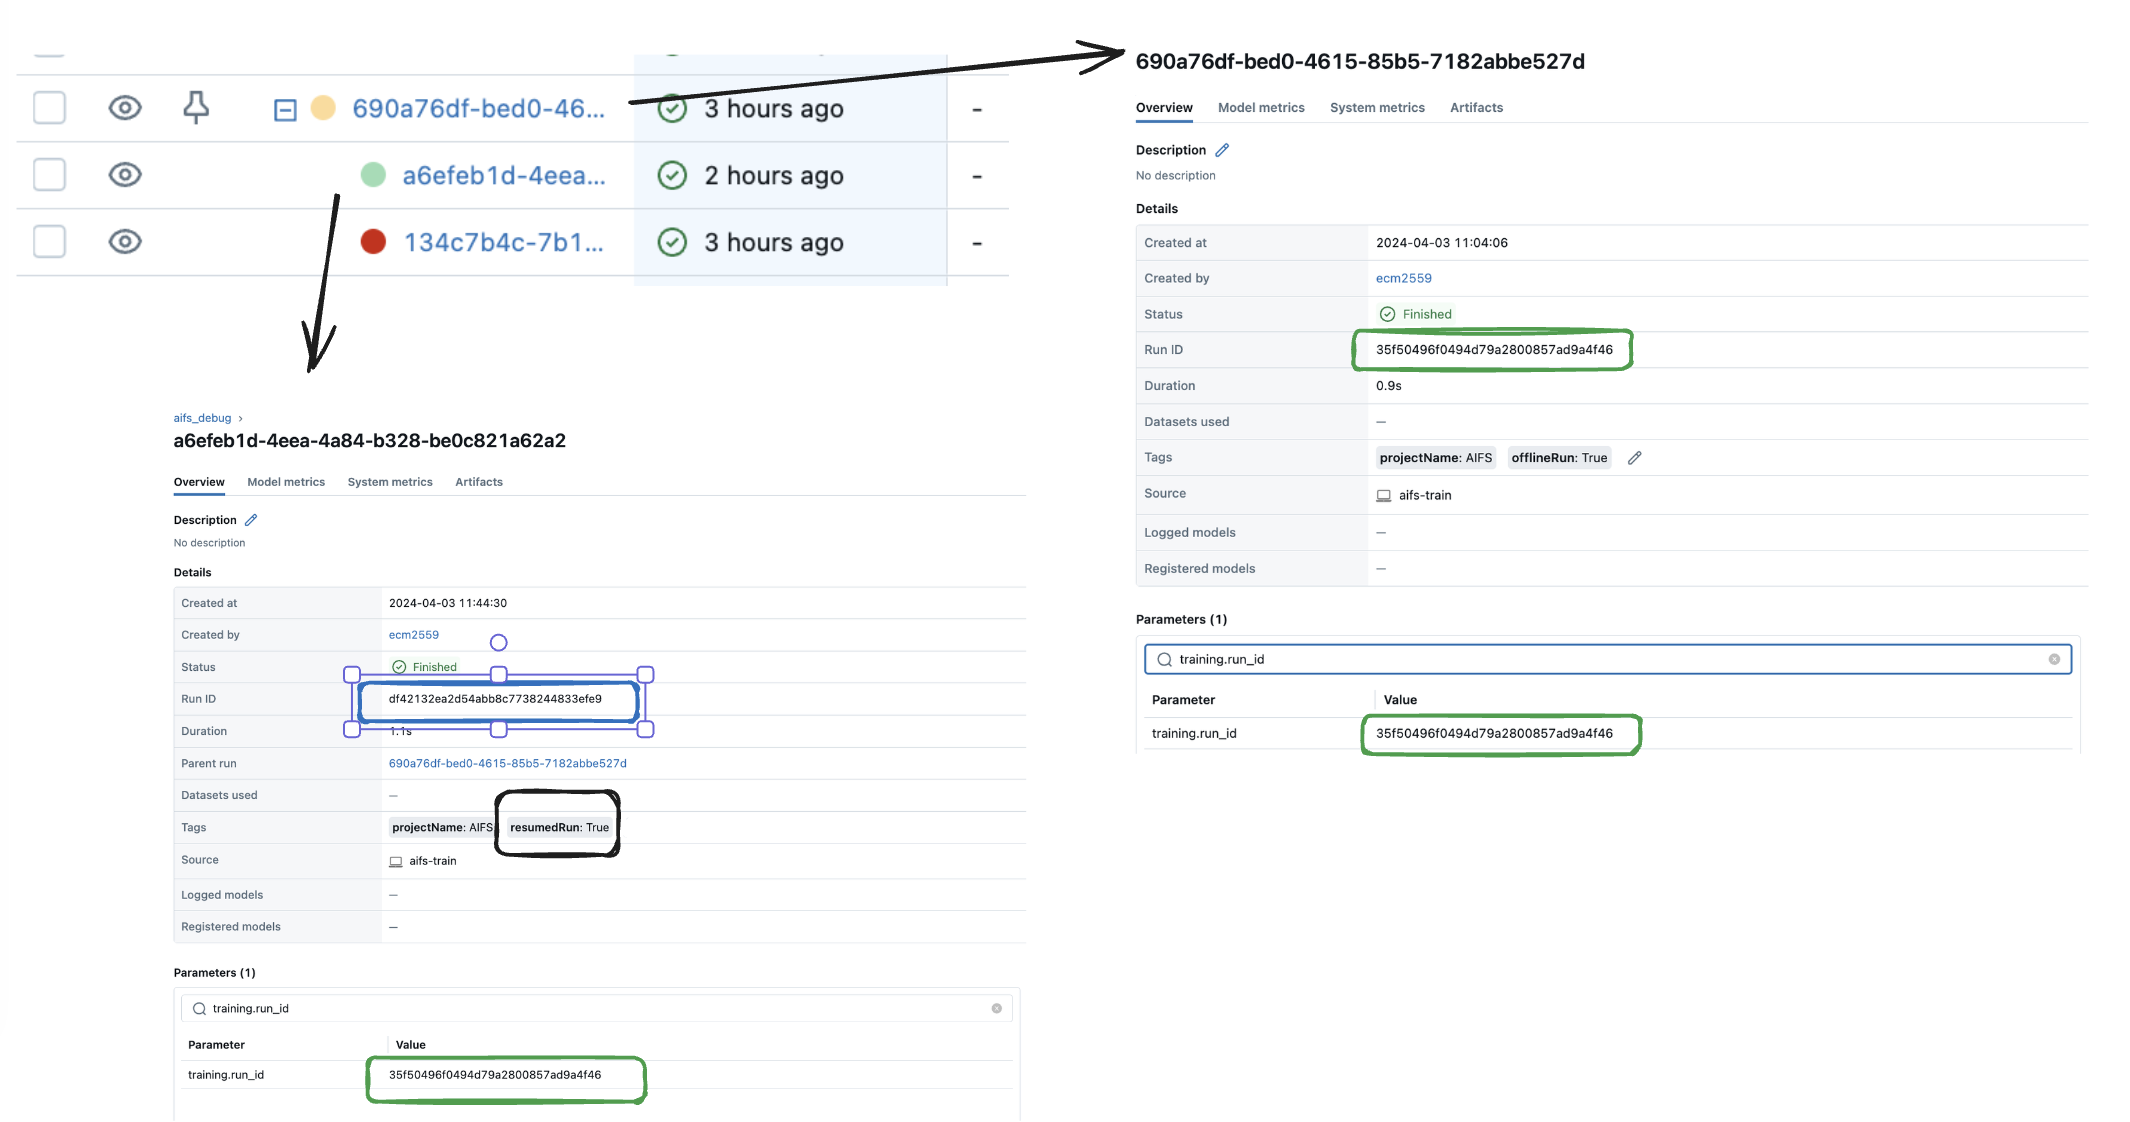 690a76df-bed0-46... 3 hours ago -
a6efeb1d-4eea... 2 hours ago -
134c7b4c-7b1... 3 hours ago -
690a76df-bed0-4615-85b5-7182abbe527d
Overview Model metrics System metrics Artifacts
Description
No description
Details
Created at 2024-04-03 11:04:06
Created by ecm2559
Status Finished
Run ID 35f50496f0494d79a2800857ad9a4f46
Duration 0.9s
Datasets used —
Tags projectName: AIFS offlineRun: True
Source aifs-train
Logged models —
Registered models —
Parameters (1)
training.run_id
Parameter Value
training.run_id 35f50496f0494d79a2800857ad9a4f46
aifs_debug ›
a6efeb1d-4eea-4a84-b328-be0c821a62a2
Overview Model metrics System metrics Artifacts
Description
No description
Details
Created at 2024-04-03 11:44:30
Created by ecm2559
Status Finished
Run ID df42132ea2d54abb8c7738244833efe9
Duration 1.1s
Parent run 690a76df-bed0-4615-85b5-7182abbe527d
Datasets used —
Tags projectName: AIFS resumedRun: True
Source aifs-train
Logged models —
Registered models —
Parameters (1)
training.run_id
Parameter Value
training.run_id 35f50496f0494d79a2800857ad9a4f46